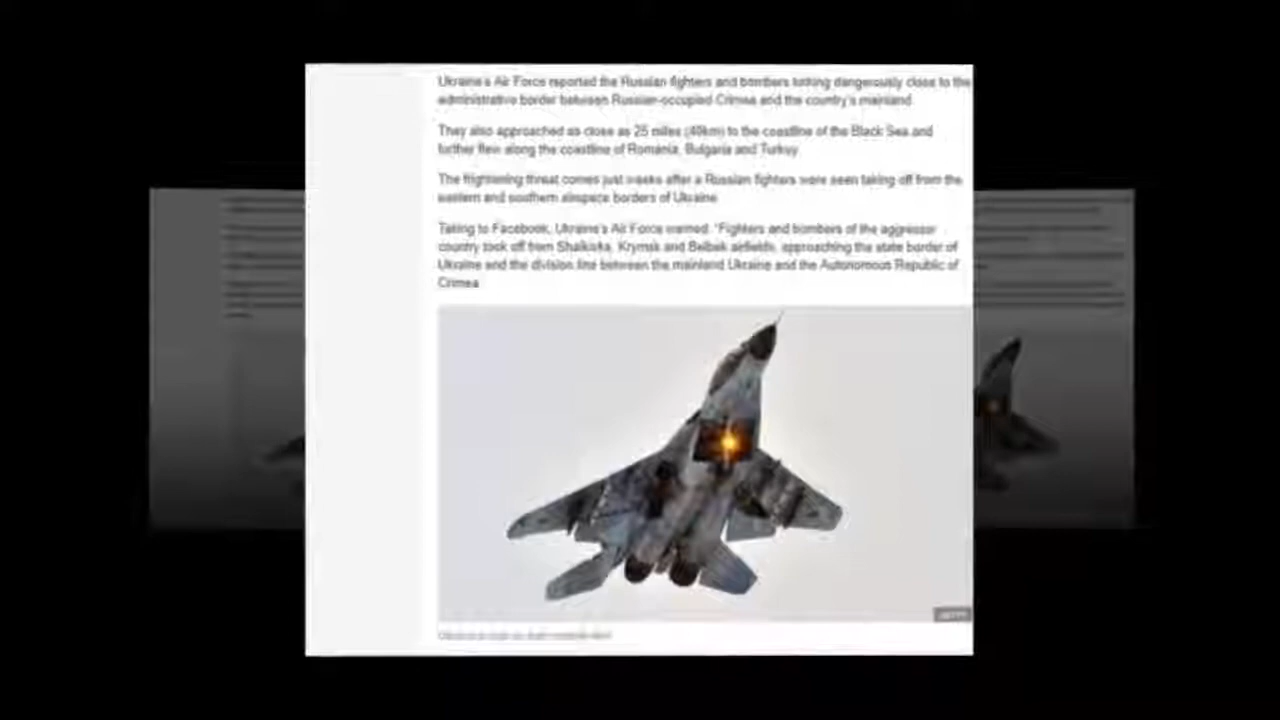 Ukraine's Air Force reported the Russian fighters and bombers looking dangerously close to the
administrative border between Russian-occupied Crimea and the country's mainland.
They also approached as close as 25 miles (40km) to the coastline of the Black Sea and
further flew along the coastline of Romania, Bulgaria and Turkey.
The frightening threat comes just weeks after a Russian fighters were seen taking off from the
eastern and southern airspace borders of Ukraine.
Taking to Facebook, Ukraine's Air Force warned: "Fighters and bombers of the aggressor
country took off from Shaikivka, Krymsk and Belbek airfields, approaching the state border of
Ukraine and the division line between the mainland Ukraine and the Autonomous Republic of
Crimea